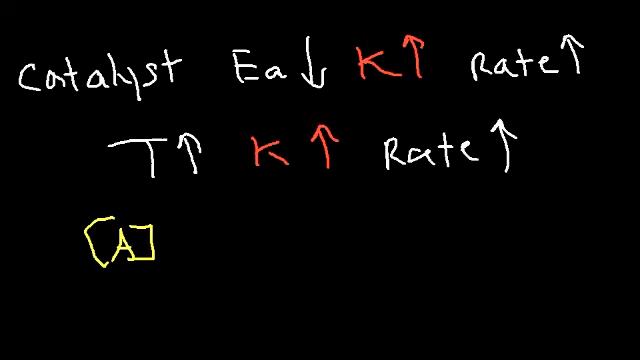 Catalyst Ea↓ K↑ Rate↑
T↑ K↑ Rate↑
[A]